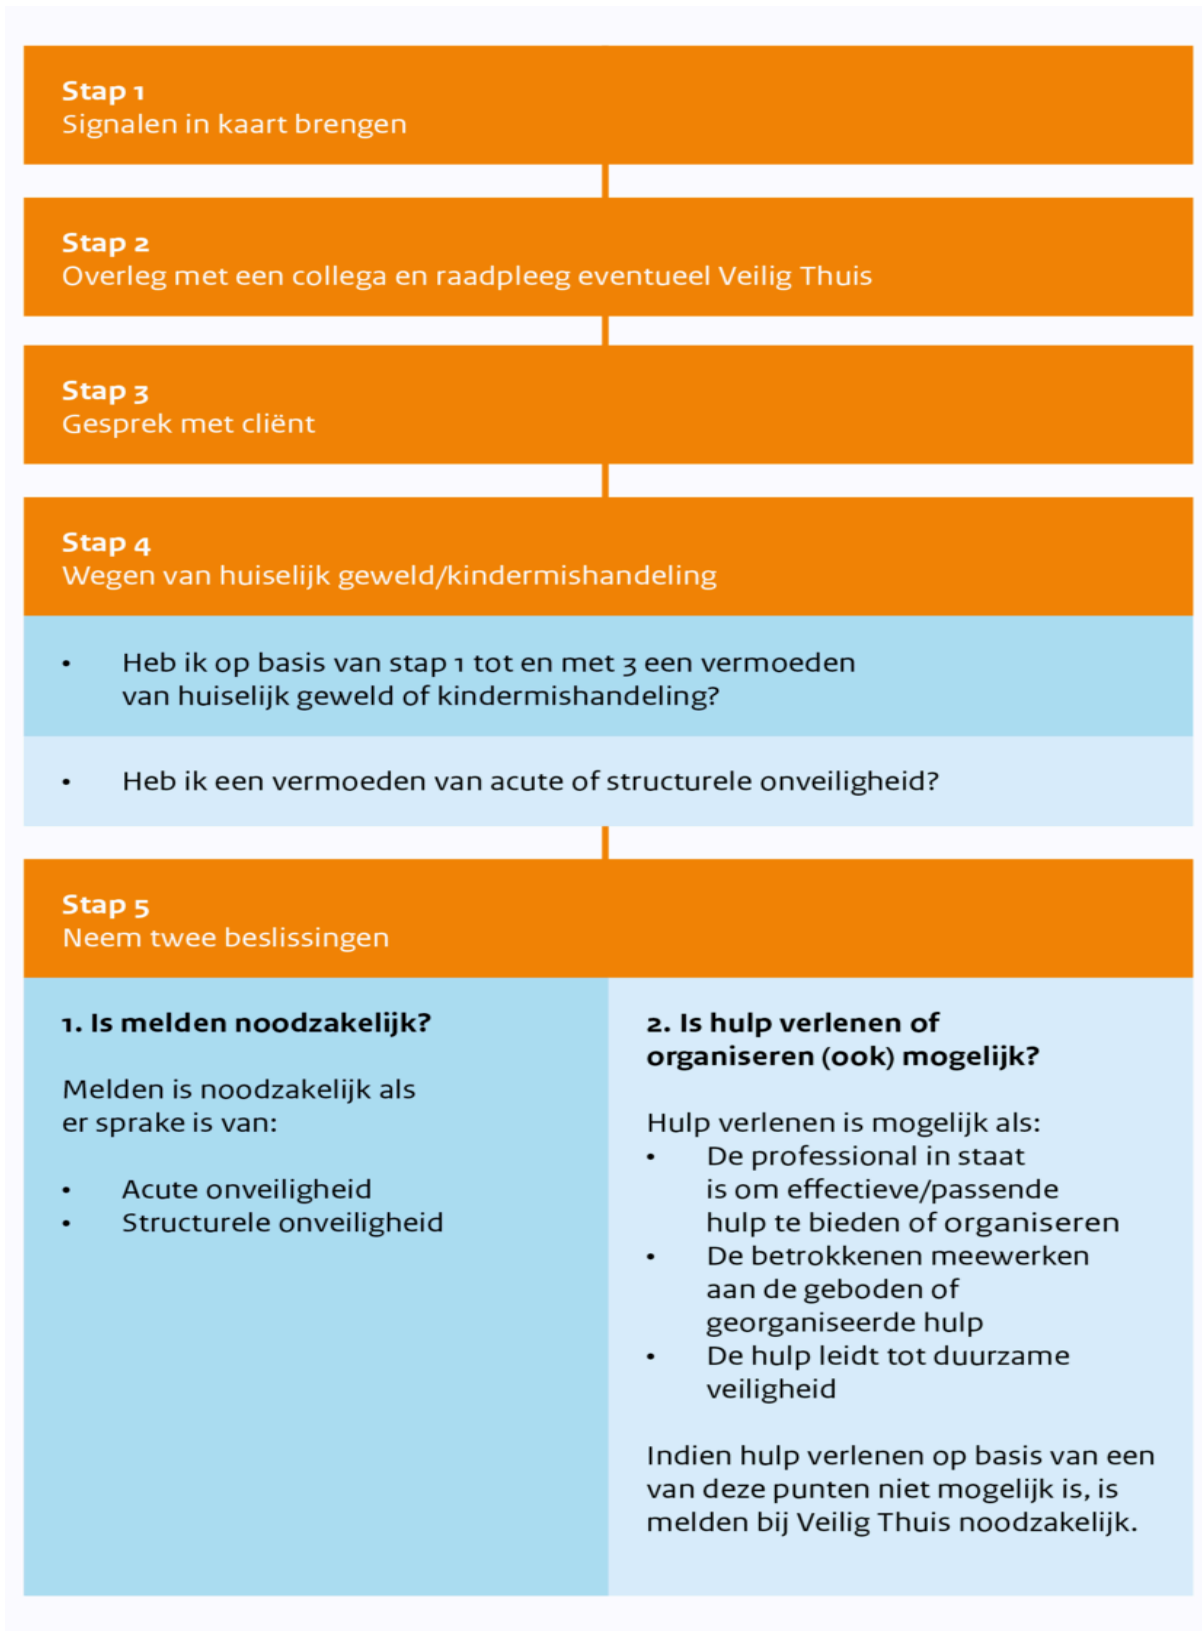 Stap 1
Signalen in kaart brengen
Stap 2
Overleg met een collega en raadpleeg eventueel Veilig Thuis
Stap 3
Gesprek met cliënt
Stap 4
Wegen van huiselijk geweld/kindermishandeling
• Heb ik op basis van stap 1 tot en met 3 een vermoeden
van huiselijk geweld of kindermishandeling?
• Heb ik een vermoeden van acute of structurele onveiligheid?
Stap 5
Neem twee beslissingen
1. Is melden noodzakelijk?
Melden is noodzakelijk als
er sprake is van:
• Acute onveiligheid
• Structurele onveiligheid
2. Is hulp verlenen of
organiseren (ook) mogelijk?
Hulp verlenen is mogelijk als:
• De professional in staat
is om effectieve/passende
hulp te bieden of organiseren
• De betrokkenen meewerken
aan de geboden of
georganiseerde hulp
• De hulp leidt tot duurzame
veiligheid
Indien hulp verlenen op basis van een
van deze punten niet mogelijk is, is
melden bij Veilig Thuis noodzakelijk.